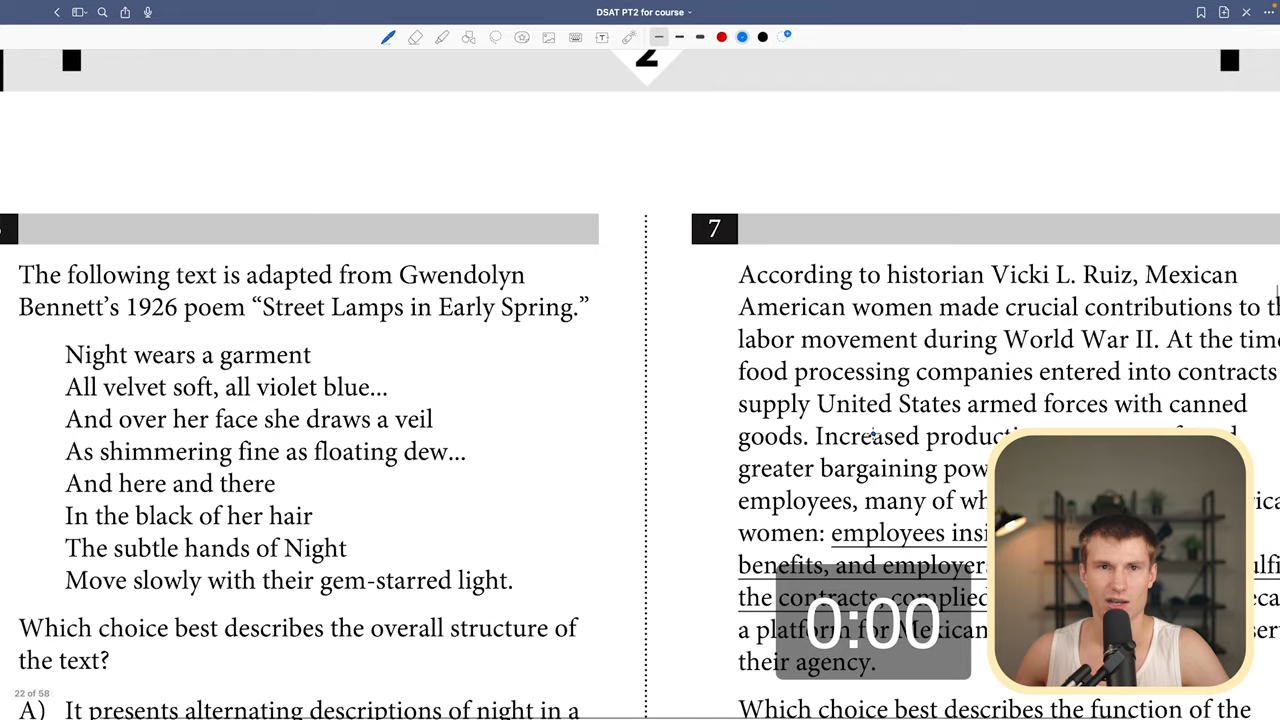 DSAT PT2 for course
2
The following text is adapted from Gwendolyn
Bennett’s 1926 poem “Street Lamps in Early Spring.”
Night wears a garment
All velvet soft, all violet blue...
And over her face she draws a veil
As shimmering fine as floating dew...
And here and there
In the black of her hair
The subtle hands of Night
Move slowly with their gem-starred light.
Which choice best describes the overall structure of
the text?
A) It presents alternating descriptions of night in a
22 of 58
7
According to historian Vicki L. Ruiz, Mexican
American women made crucial contributions to
labor movement during World War II. At the
food processing companies entered into contracts
supply United States armed forces with canned
goods. Increased
greater bargaining
employees, many of
women: employees
benefits, and
the contracts, complied
a platform for Mexican
their agency.
Which choice best describes the function of the
0:00